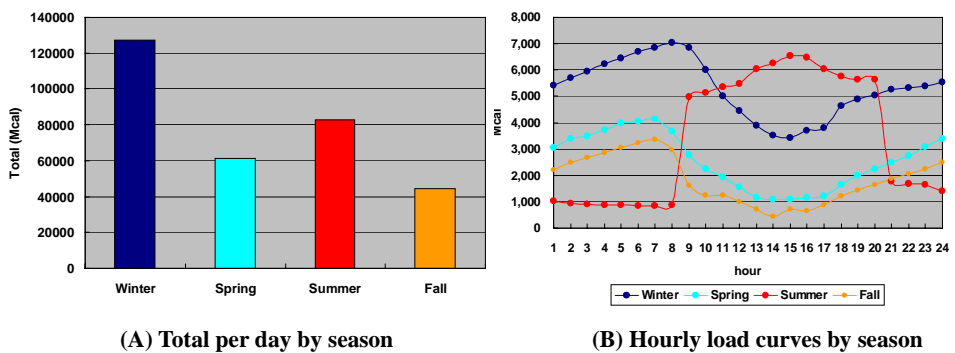 140000
120000
100000
80000
60000
40000
20000
0
Total (Mcal)
Winter Spring Summer Fall
(A) Total per day by season
8,000
7,000
6,000
5,000
4,000
3,000
2,000
1,000
0
Mcal
1 2 3 4 5 6 7 8 9 10 11 12 13 14 15 16 17 18 19 20 21 22 23 24
hour
Winter Spring Summer Fall
(B) Hourly load curves by season